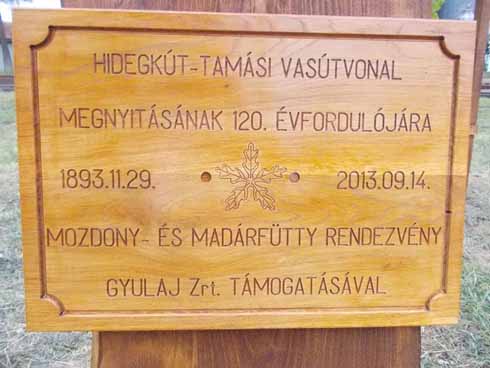 HIDEGKÚT-TAMÁSI VASÚTVONAL
MEGNYITÁSÁNAK 120. ÉVFORDULÓJÁRA
1893.11.29. 2013.09.14.
MOZDONY- ÉS MADÁRFÜTTY RENDEZVÉNY
GYULAJ Zrt. TÁMOGATÁSÁVAL